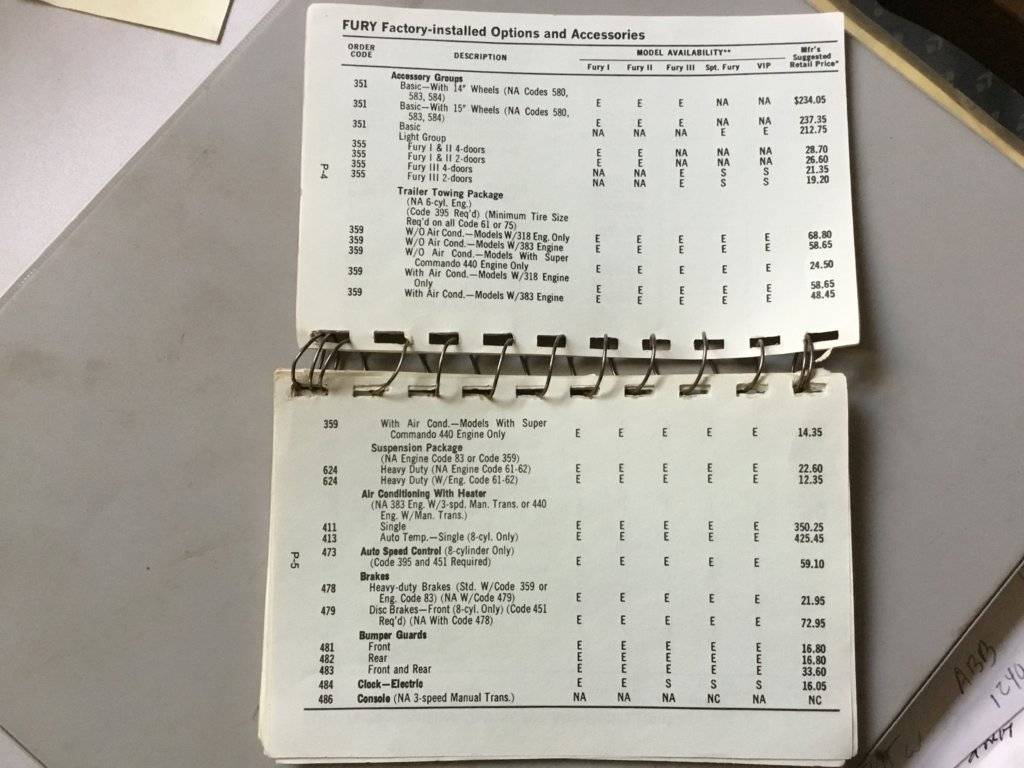 FURY Factory-installed Options and Accessories
ORDER CODE DESCRIPTION MODEL AVAILABILITY** Mfr's Suggested Retail Price*
Fury I Fury II Fury III Spt. Fury VIP
Accessory Groups
351 Basic—With 14" Wheels (NA Codes 580,
583, 584) E E E NA NA $234.05
351 Basic—With 15" Wheels (NA Codes 580,
583, 584) E E E NA NA 237.35
351 Basic NA NA NA E E 212.75
Light Group
355 Fury I & II 4-doors E E NA NA NA 28.70
355 Fury I & II 2-doors E E NA NA NA 26.60
355 Fury III 4-doors NA NA E S S 21.35
355 Fury III 2-doors NA NA E S S 19.20
P-4
Trailer Towing Package
(NA 6-cyl. Eng.)
(Code 395 Req'd) (Minimum Tire Size
Req'd on all Code 61 or 75)
359 W/O Air Cond.—Models W/318 Eng. Only E E E E E 68.80
359 W/O Air Cond.—Models W/383 Engine E E E E E 58.65
359 W/O Air Cond.—Models With Super
Commando 440 Engine Only E E E E E 24.50
359 With Air Cond.—Models W/318 Engine
Only E E E E E 58.65
359 With Air Cond.—Models W/383 Engine E E E E E 48.45
359 With Air Cond.—Models With Super
Commando 440 Engine Only E E E E E 14.35
Suspension Package
(NA Engine Code 83 or Code 359)
624 Heavy Duty (NA Engine Code 61-62) E E E E E 22.60
624 Heavy Duty (W/Eng. Code 61-62) E E E E E 12.35
Air Conditioning With Heater
(NA 383 Eng. W/3-spd. Man. Trans. or 440
Eng. W/Man. Trans.)
411 Single E E E E E 350.25
413 Auto Temp.—Single (8-cyl. Only) E E E E E 425.45
P-5
473 Auto Speed Control (8-cylinder Only)
(Code 395 and 451 Required) E E E E E 59.10
Brakes
478 Heavy-duty Brakes (Std. W/Code 359 or
Eng. Code 83) (NA W/Code 479) E E E E E 21.95
479 Disc Brakes—Front (8-cyl. Only) (Code 451
Req'd) (NA With Code 478) E E E E E 72.95
Bumper Guards
481 Front E E E E E 16.80
482 Rear E E E E E 16.80
483 Front and Rear E E E E E 33.60
484 Clock—Electric E E S S S 16.05
486 Console (NA 3-speed Manual Trans.) NA NA NA NC NA NC
ABB